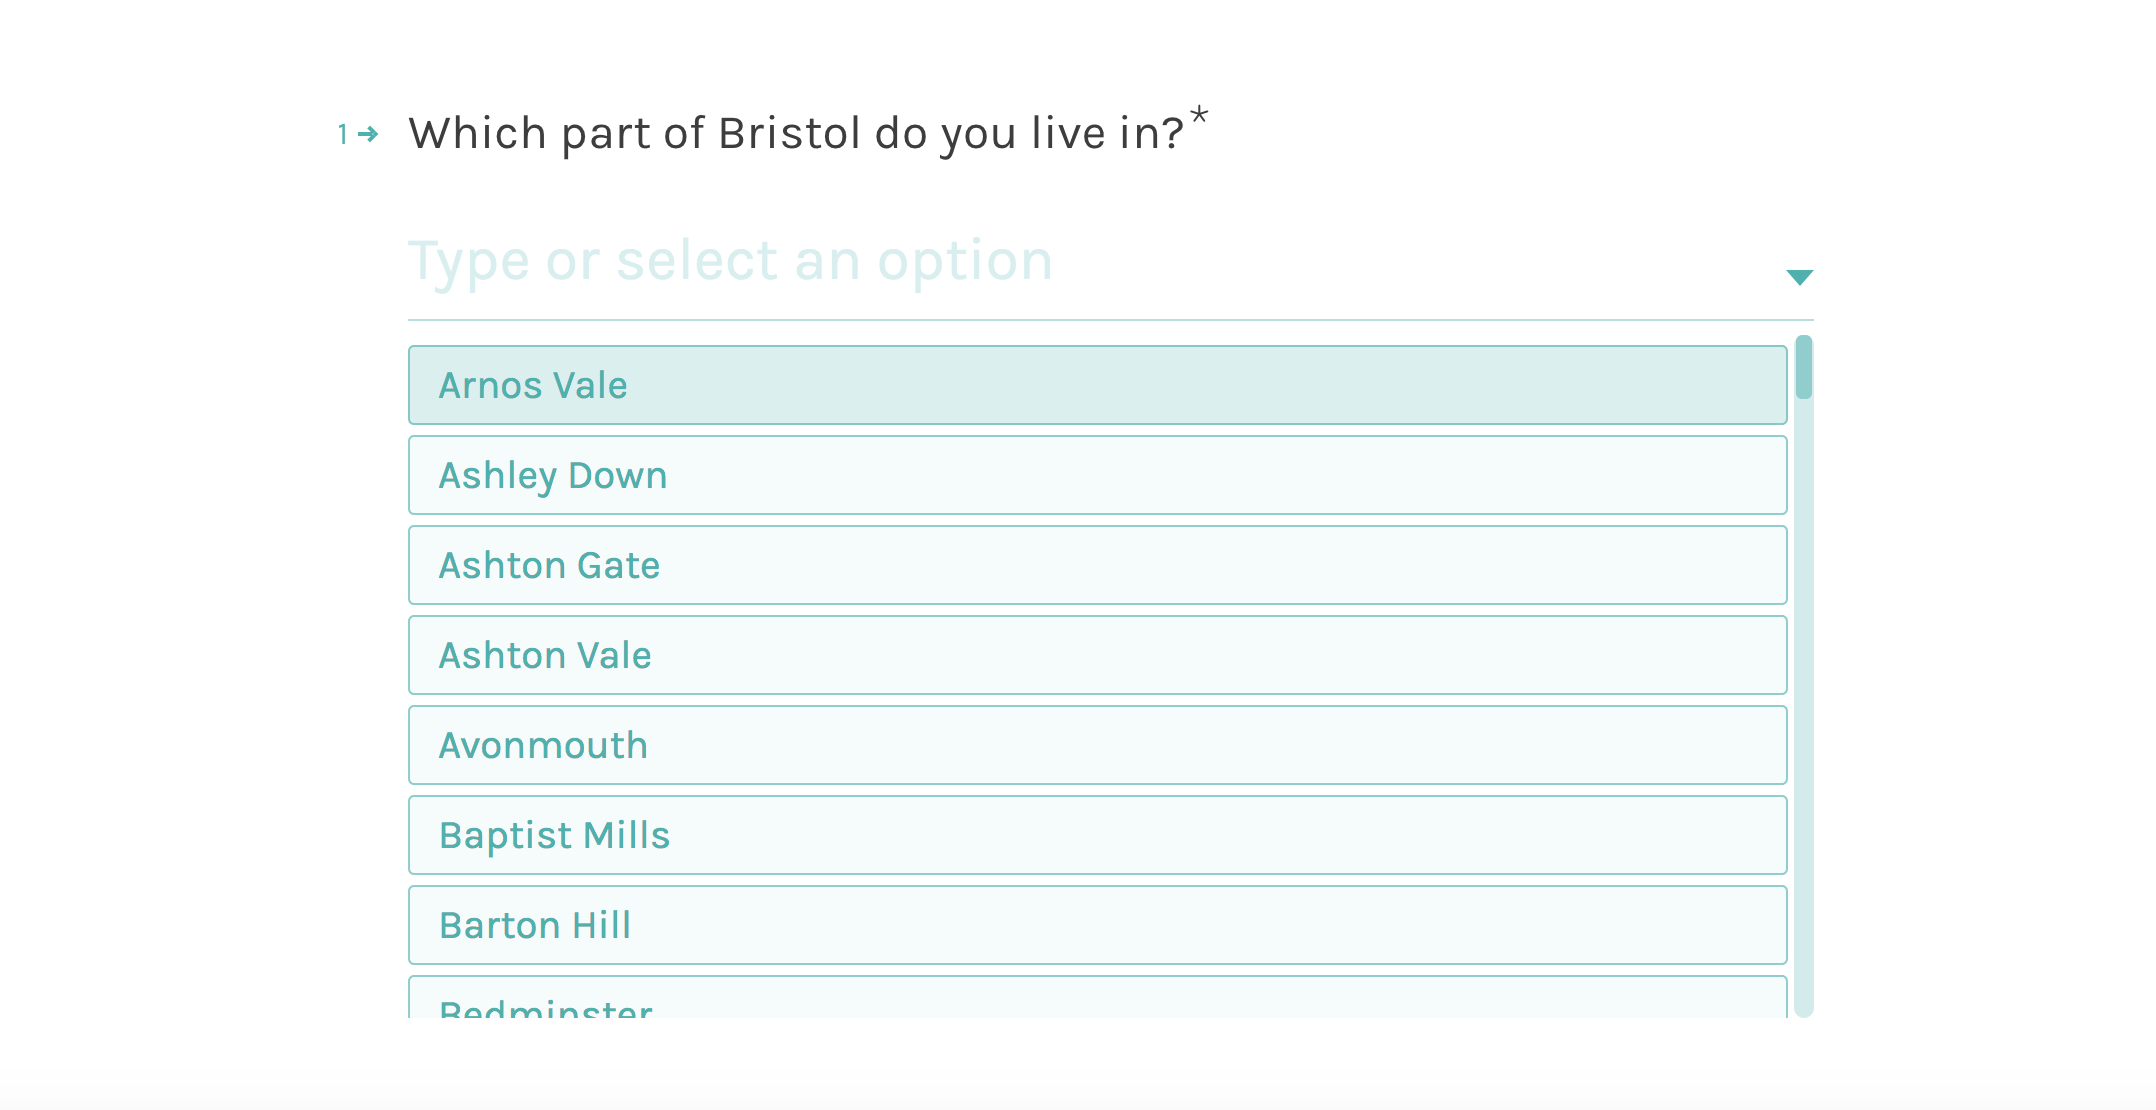 1 → Which part of Bristol do you live in?*
Type or select an option
Arnos Vale
Ashley Down
Ashton Gate
Ashton Vale
Avonmouth
Baptist Mills
Barton Hill
Bedminster